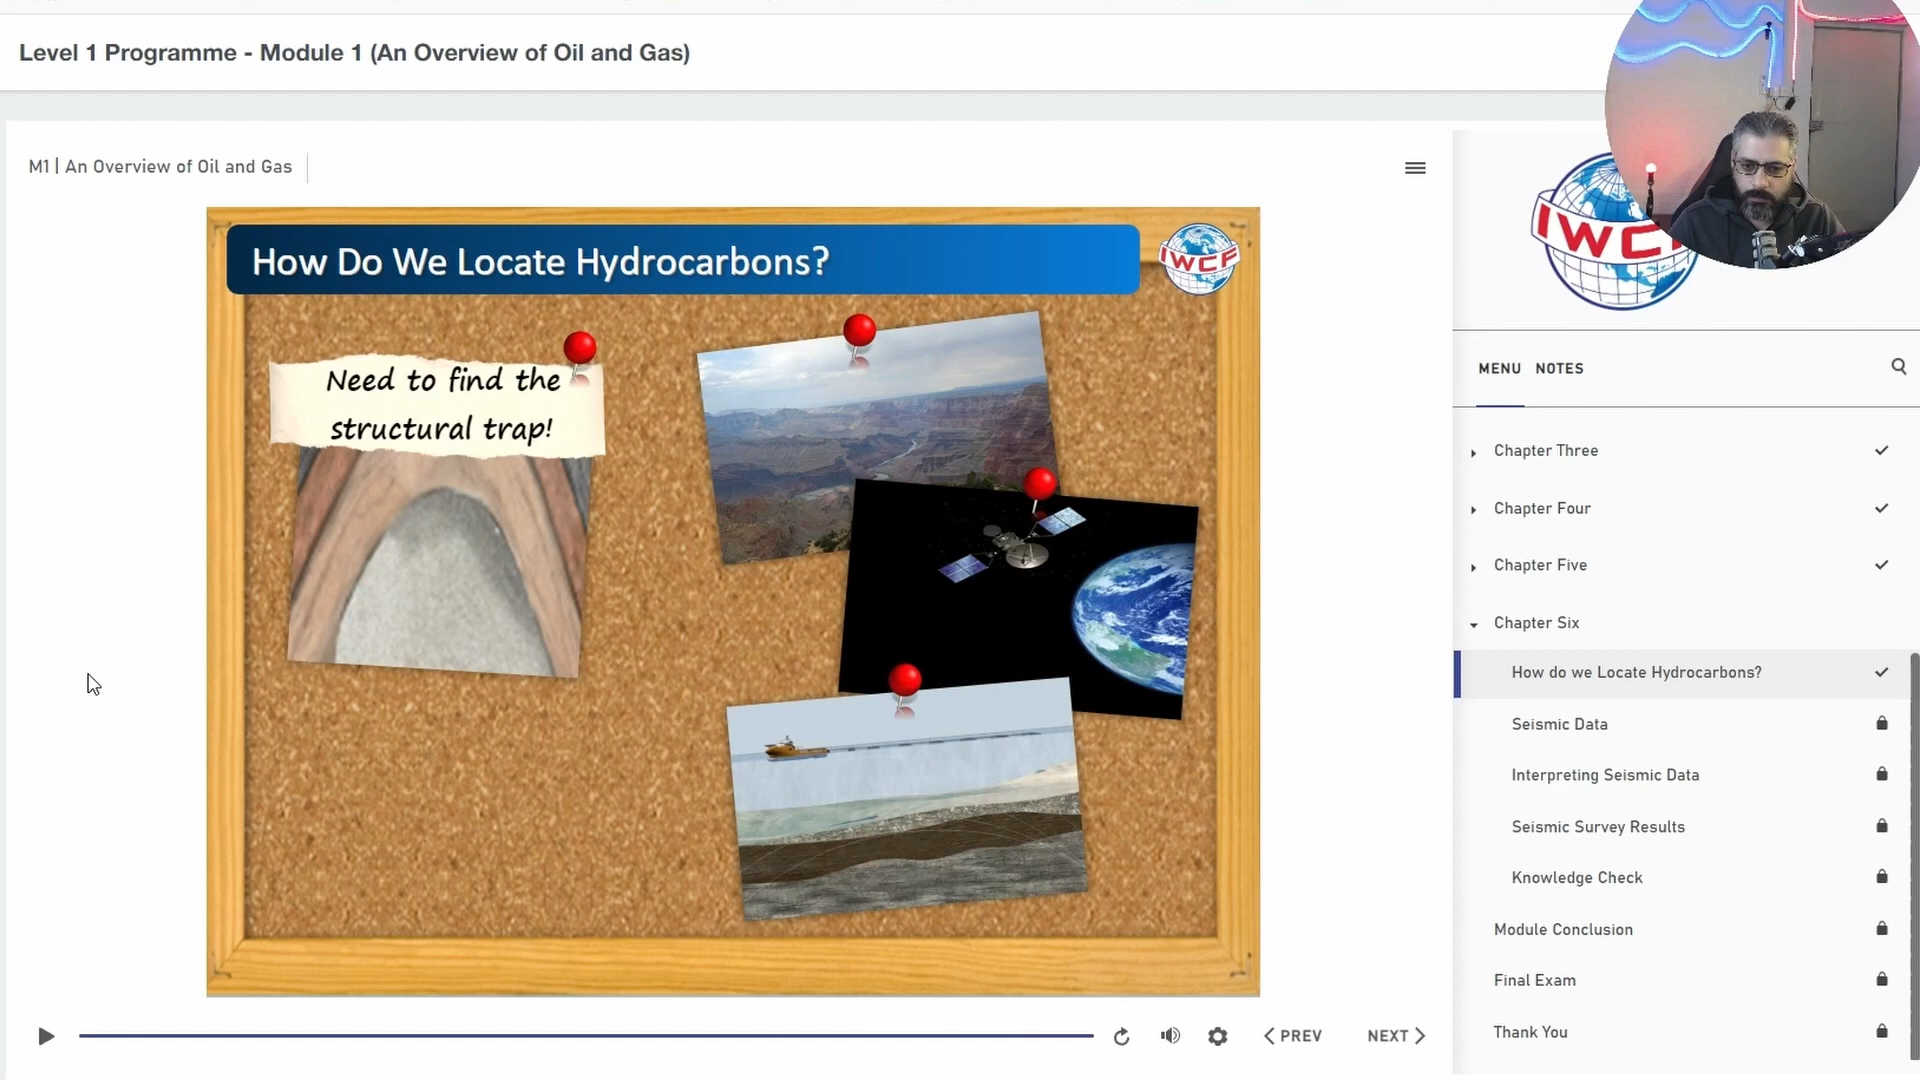 Level 1 Programme - Module 1 (An Overview of Oil and Gas)
M1 | An Overview of Oil and Gas
How Do We Locate Hydrocarbons?
IWCF
Need to find the
structural trap!
PREV
NEXT
IWC
MENU NOTES
Chapter Three
Chapter Four
Chapter Five
Chapter Six
How do we Locate Hydrocarbons?
Seismic Data
Interpreting Seismic Data
Seismic Survey Results
Knowledge Check
Module Conclusion
Final Exam
Thank You